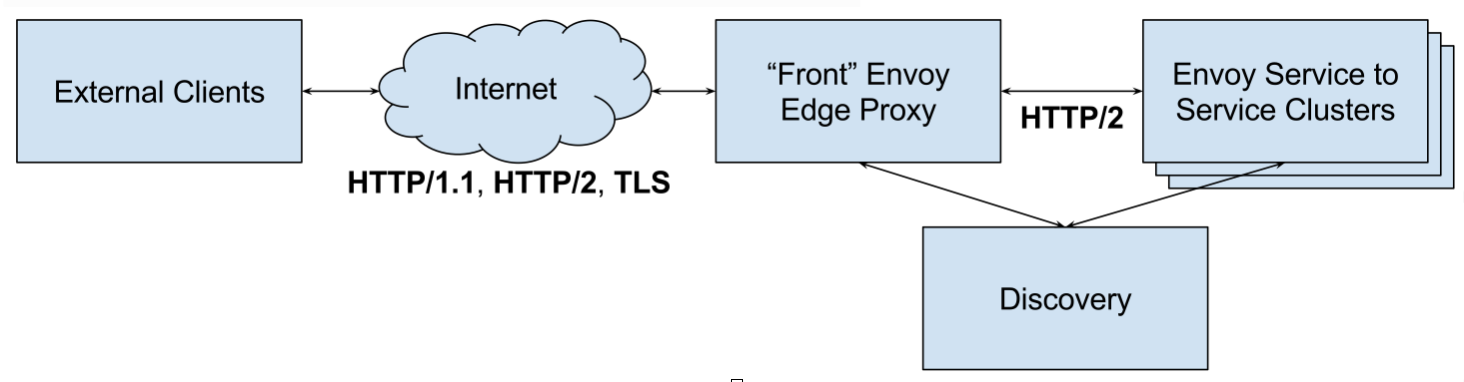 External Clients
Internet
HTTP/1.1, HTTP/2, TLS
“Front” Envoy
Edge Proxy
HTTP/2
Envoy Service to
Service Clusters
Discovery